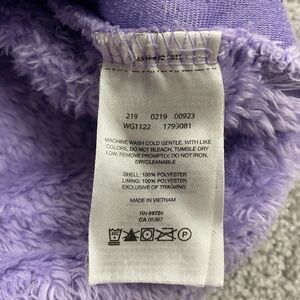 219 0219 00923
WG1122 1799081
MACHINE WASH COLD GENTLE, WITH LIKE
COLORS, DO NOT BLEACH, TUMBLE DRY
LOW, REMOVE PROMPTLY, DO NOT IRON,
DRYCLEANABLE
SHELL: 100% POLYESTER
LINING: 100% POLYESTER
EXCLUSIVE OF TRIMMING
MADE IN VIETNAM
RN 69726
CA 05367
P